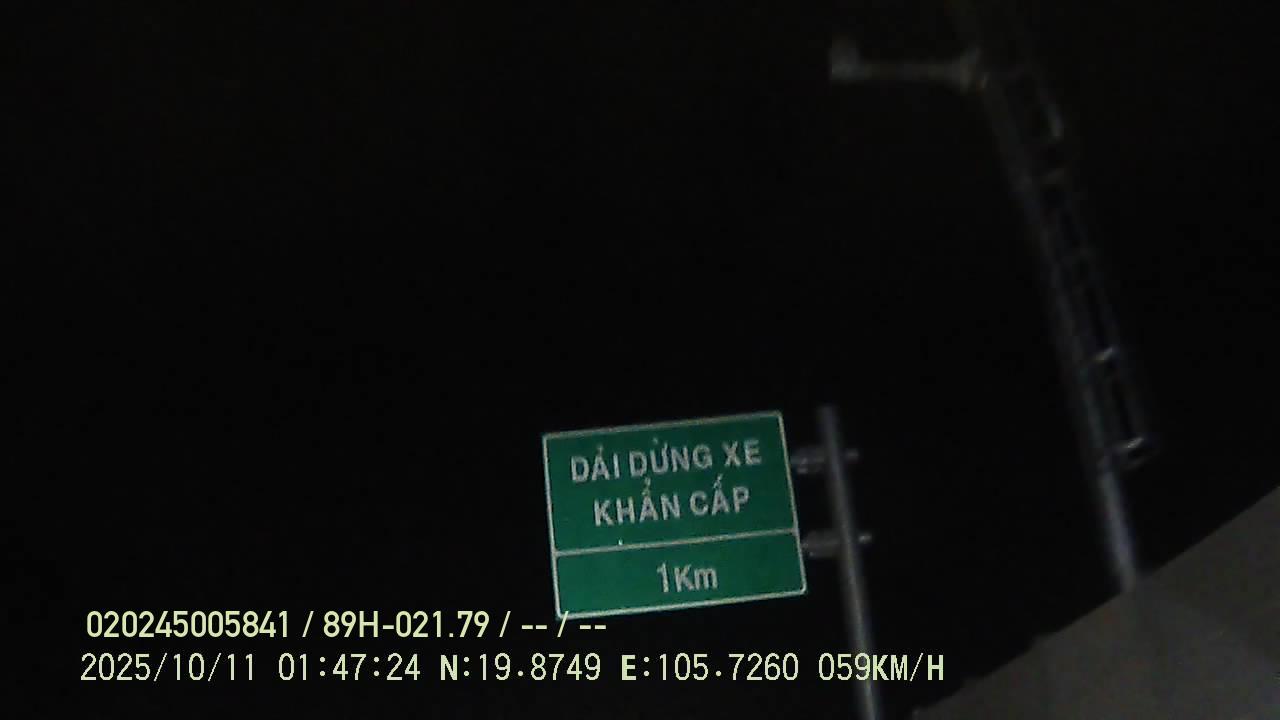 DẢI DỪNG XE
KHẨN CẤP
1Km
020245005841 / 89H-021.79 / -- / --
2025/10/11 01:47:24 N:19.8749 E:105.7260 059KM/H